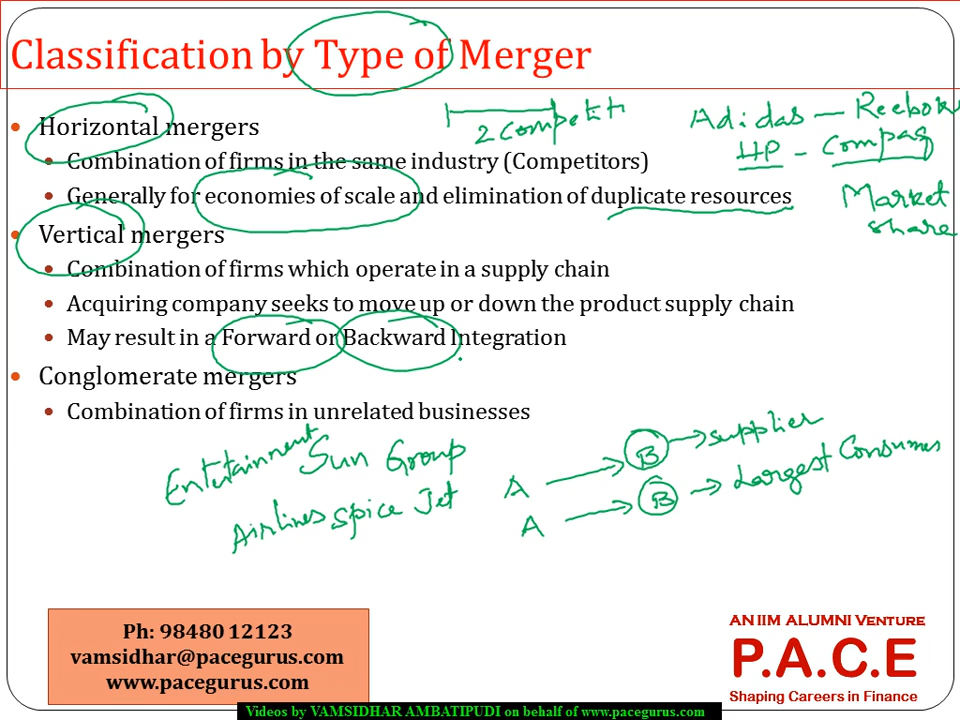 Classification by Type of Merger
• Horizontal mergers
2 Competit
Adidas – Reebok
HP – Compaq
• Combination of firms in the same industry (Competitors)
• Generally for economies of scale and elimination of duplicate resources
Market
share
• Vertical mergers
• Combination of firms which operate in a supply chain
• Acquiring company seeks to move up or down the product supply chain
• May result in a Forward or Backward Integration
• Conglomerate mergers
• Combination of firms in unrelated businesses
Entertainment Sun Group
Airlines Spice Jet
A → B → supplier
A → B → Largest Consumer
Ph: 98480 12123
vamsidhar@pacegurus.com
www.pacegurus.com
AN IIM ALUMNI VENTURE
P.A.C.E
Shaping Careers in Finance
Videos by VAMSIDHAR AMBATIPUDI on behalf of www.pacegurus.com